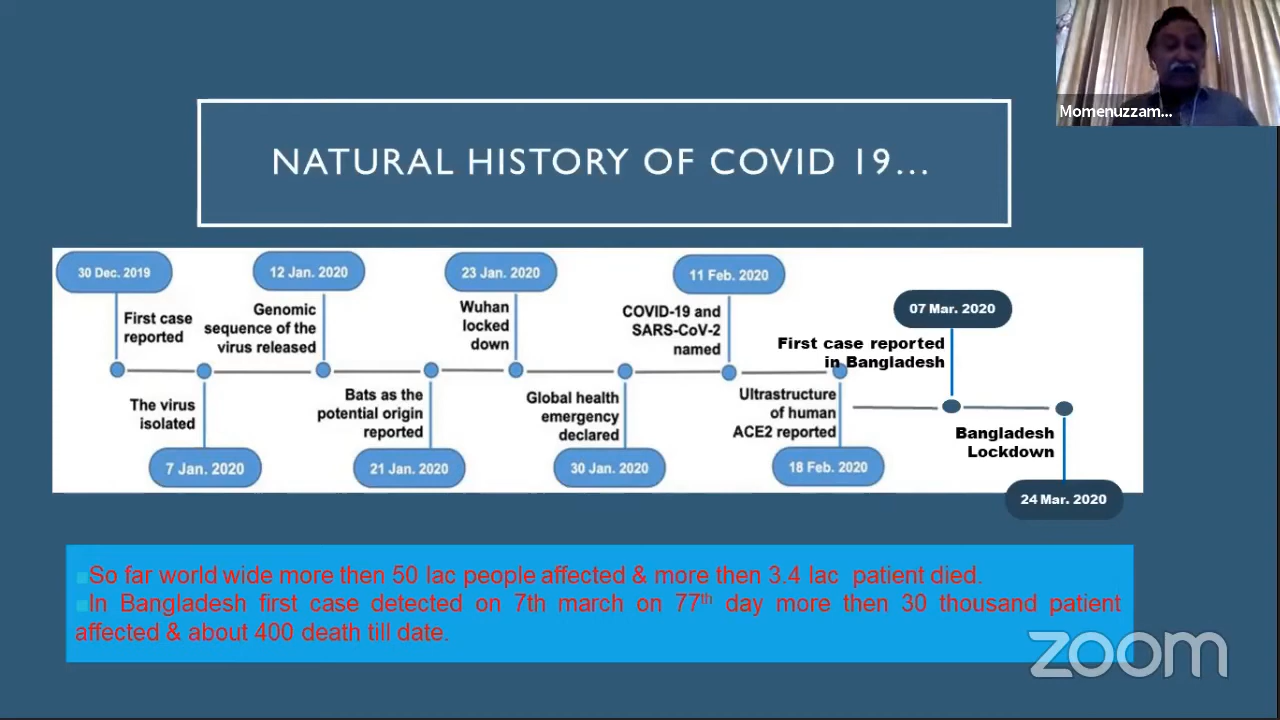 Momenuzzam...
NATURAL HISTORY OF COVID 19...
30 Dec. 2019
First case
reported
7 Jan. 2020
The virus
isolated
12 Jan. 2020
Genomic
sequence of the
virus released
21 Jan. 2020
Bats as the
potential origin
reported
23 Jan. 2020
Wuhan
locked
down
30 Jan. 2020
Global health
emergency
declared
11 Feb. 2020
COVID-19 and
SARS-CoV-2
named
18 Feb. 2020
Ultrastructure
of human
ACE2 reported
07 Mar. 2020
First case reported
in Bangladesh
Bangladesh
Lockdown
24 Mar. 2020
So far world wide more then 50 lac people affected & more then 3.4 lac patient died.
In Bangladesh first case detected on 7th march on 77th day more then 30 thousand patient
affected & about 400 death till date.
zoom